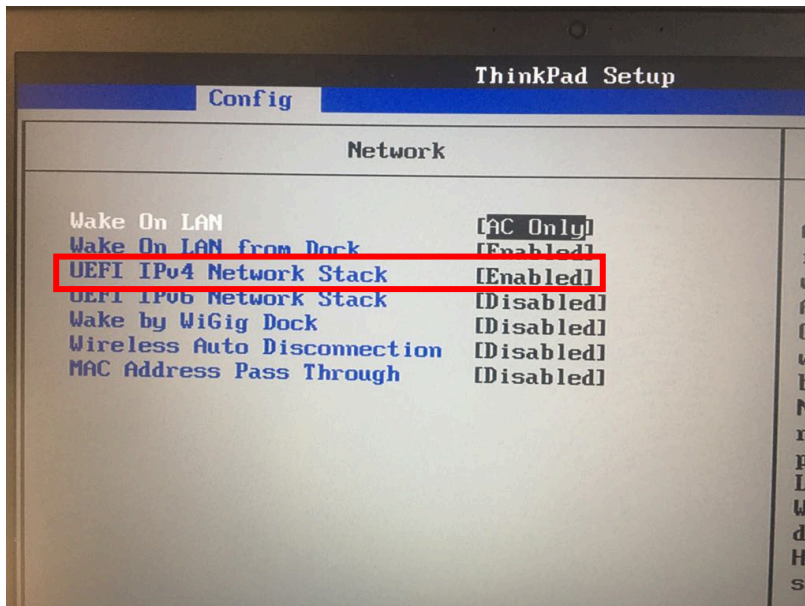 ThinkPad Setup
Config
Network
Wake On LAN [AC Only]
Wake On LAN from Dock [Enabled]
UEFI IPv4 Network Stack [Enabled]
UEFI IPv6 Network Stack [Disabled]
Wake by WiGig Dock [Disabled]
Wireless Auto Disconnection [Disabled]
MAC Address Pass Through [Disabled]